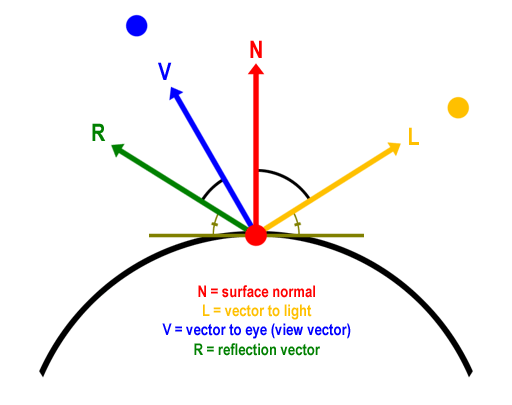 N
V
R
L
N = surface normal
L = vector to light
V = vector to eye (view vector)
R = reflection vector